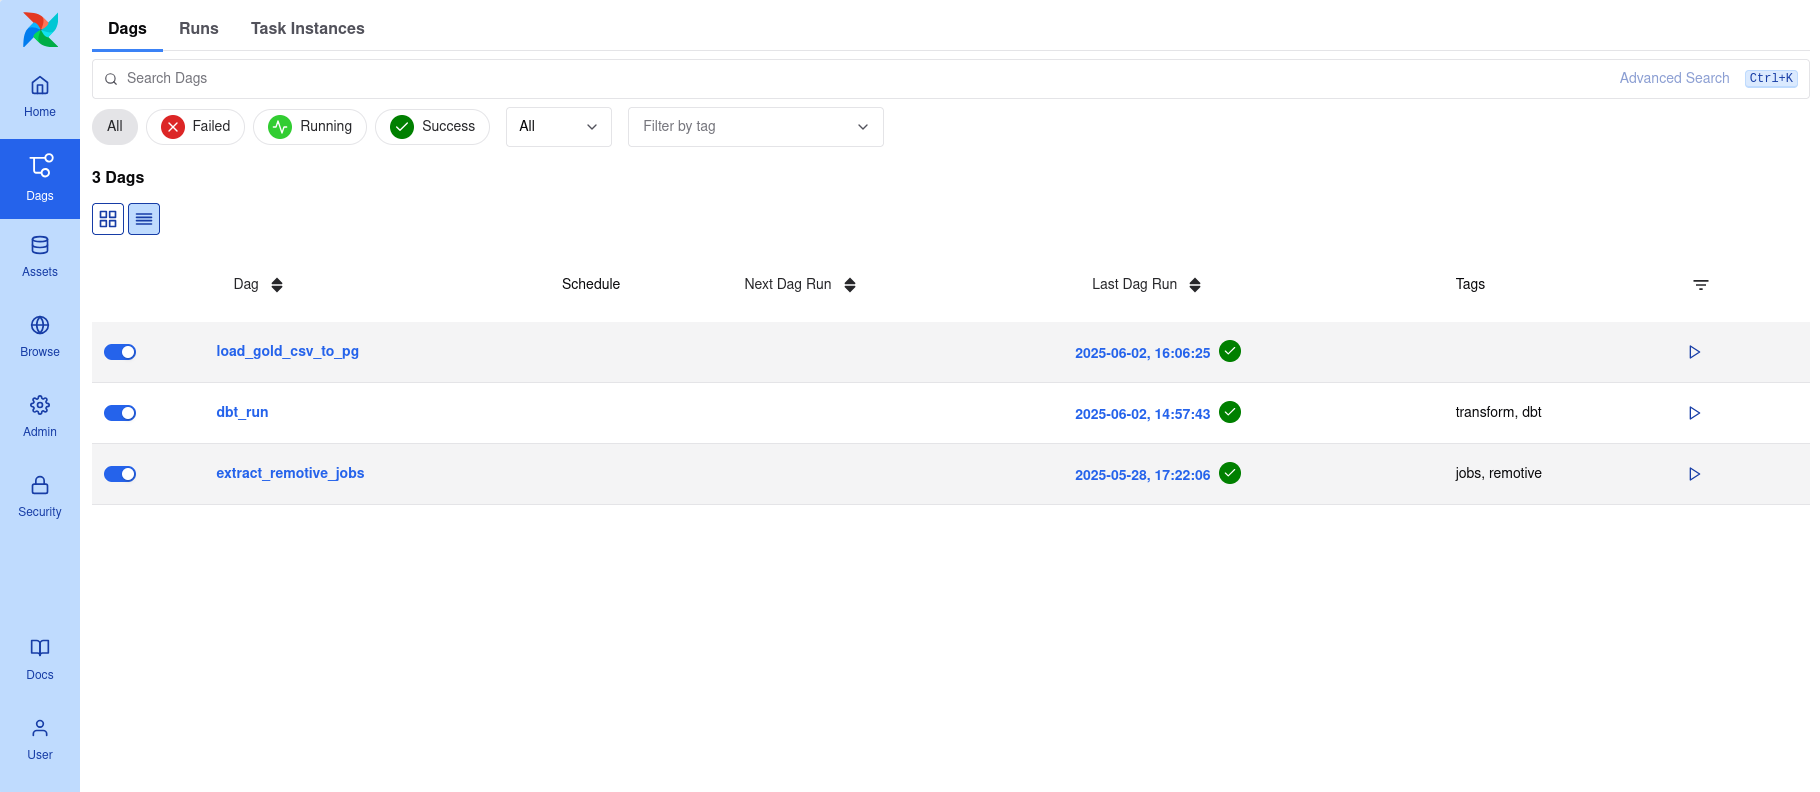 Dags Runs Task Instances
Search Dags Advanced Search Ctrl+K
All Failed Running Success All Filter by tag
3 Dags
Dag Schedule Next Dag Run Last Dag Run Tags
load_gold_csv_to_pg 2025-06-02, 16:06:25
dbt_run 2025-06-02, 14:57:43 transform, dbt
extract_remotive_jobs 2025-05-28, 17:22:06 jobs, remotive
Home
Dags
Assets
Browse
Admin
Security
Docs
User